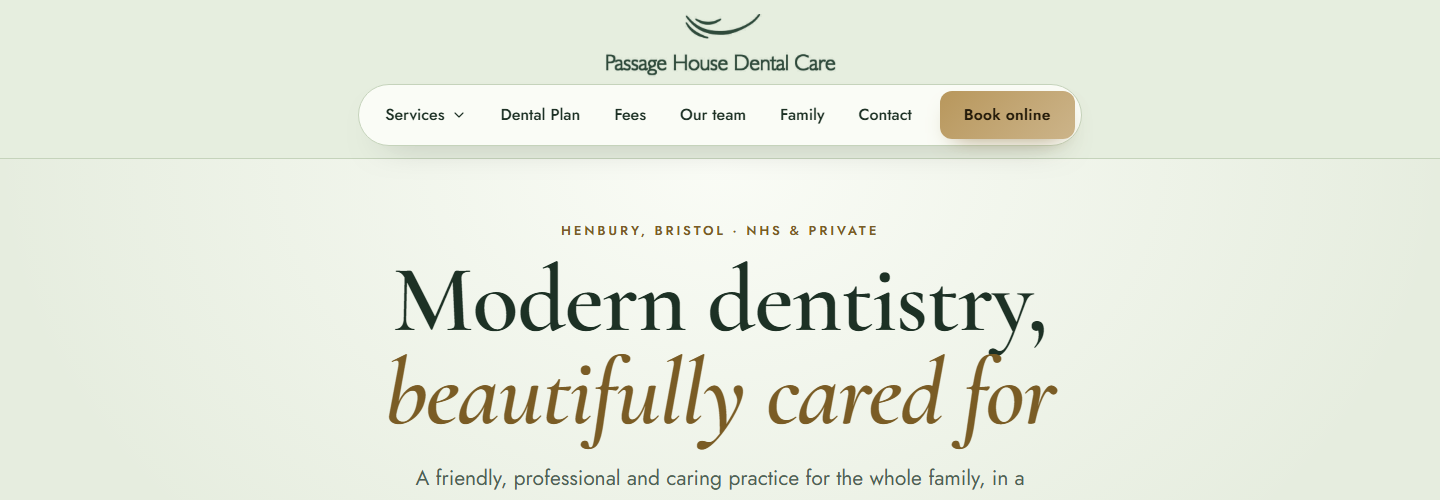 Passage House Dental Care
Services Dental Plan Fees Our team Family Contact Book online
HENBURY, BRISTOL · NHS & PRIVATE
Modern dentistry,
beautifully cared for
A friendly, professional and caring practice for the whole family, in a